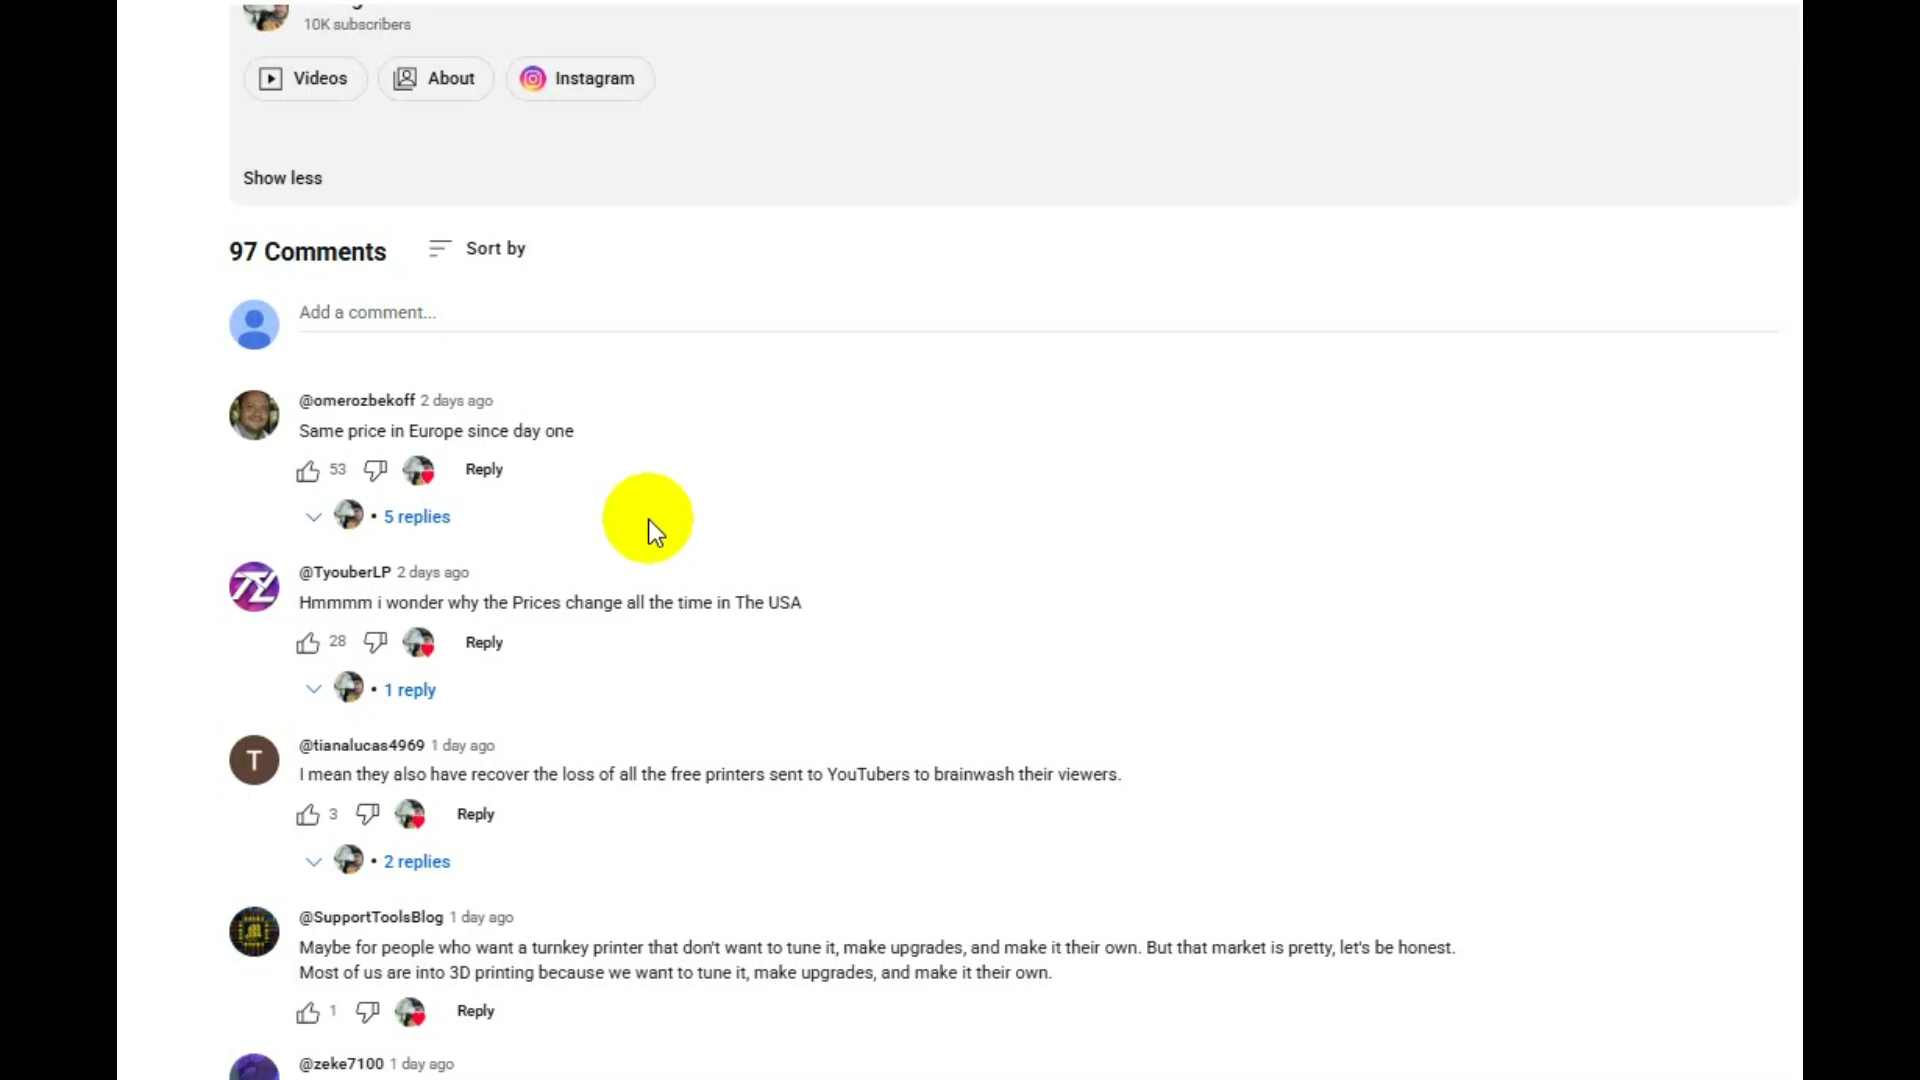 10K subscribers
Videos
About
Instagram
Show less
97 Comments
Sort by
Add a comment...
@omerozbekoff 2 days ago
Same price in Europe since day one
53
Reply
• 5 replies
@TyouberLP 2 days ago
Hmmmm i wonder why the Prices change all the time in The USA
28
Reply
• 1 reply
T
@tianalucas4969 1 day ago
I mean they also have recover the loss of all the free printers sent to YouTubers to brainwash their viewers.
3
Reply
• 2 replies
@SupportToolsBlog 1 day ago
Maybe for people who want a turnkey printer that don't want to tune it, make upgrades, and make it their own. But that market is pretty, let's be honest.
Most of us are into 3D printing because we want to tune it, make upgrades, and make it their own.
1
Reply
@zeke7100 1 day ago